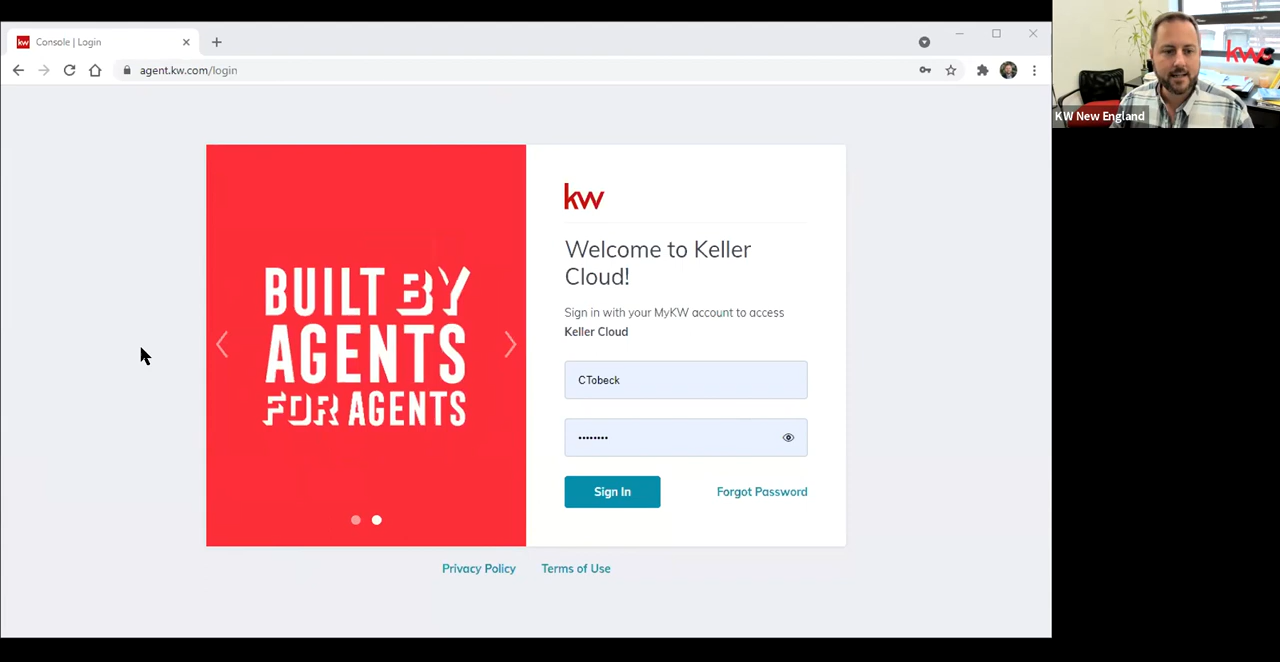 Console | Login
agent.kw.com/login
BUILT BY
AGENTS
FOR AGENTS
kw
Welcome to Keller
Cloud!
Sign in with your MyKW account to access
Keller Cloud
CTobeck
••••••••
Sign In
Forgot Password
Privacy Policy
Terms of Use
kw
KW New England